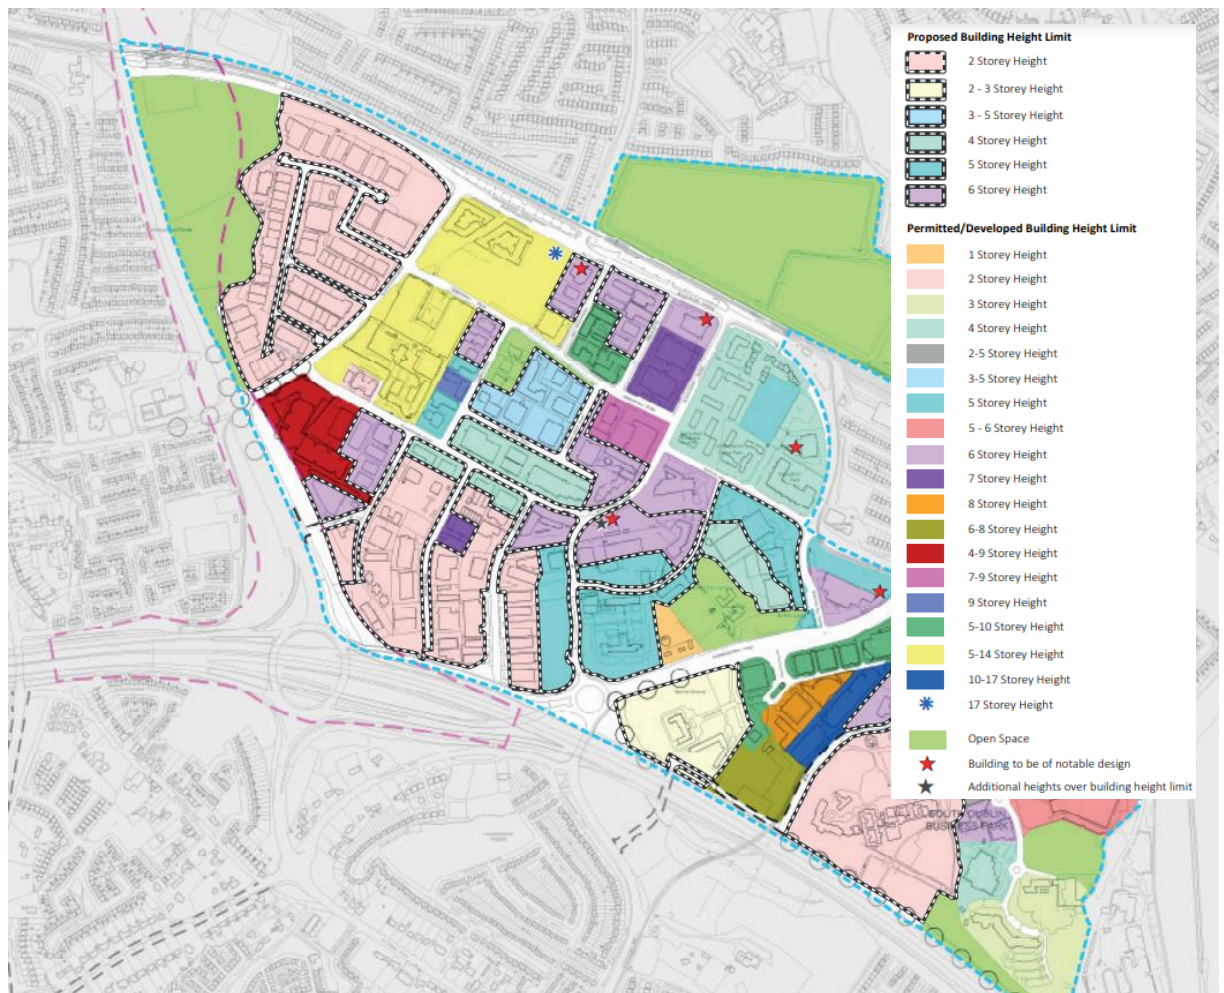 Proposed Building Height Limit
2 Storey Height
2 - 3 Storey Height
3 - 5 Storey Height
4 Storey Height
5 Storey Height
6 Storey Height
Permitted/Developed Building Height Limit
1 Storey Height
2 Storey Height
3 Storey Height
4 Storey Height
2-5 Storey Height
3-5 Storey Height
5 Storey Height
5 - 6 Storey Height
6 Storey Height
7 Storey Height
8 Storey Height
6-8 Storey Height
4-9 Storey Height
7-9 Storey Height
9 Storey Height
5-10 Storey Height
5-14 Storey Height
10-17 Storey Height
17 Storey Height
Open Space
Building to be of notable design
Additional heights over building height limit
SOUTH DUBLIN
BUSINESS PARK